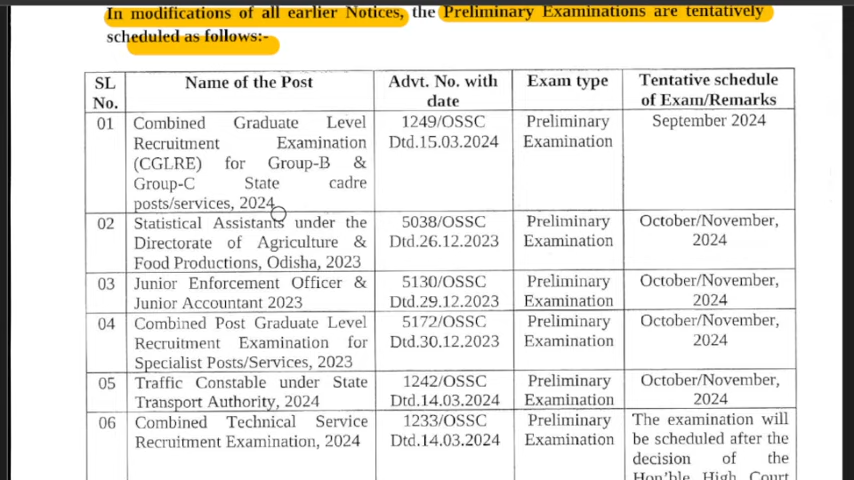 In modifications of all earlier Notices, the Preliminary Examinations are tentatively
scheduled as follows:-
SL No. Name of the Post Advt. No. with date Exam type Tentative schedule of Exam/Remarks
01 Combined Graduate Level 1249/OSSC Preliminary September 2024
Recruitment Examination Dtd.15.03.2024 Examination
(CGLRE) for Group-B &
Group-C State cadre
posts/services, 2024
02 Statistical Assistants under the 5038/OSSC Preliminary October/November,
Directorate of Agriculture & Dtd.26.12.2023 Examination 2024
Food Productions, Odisha, 2023
03 Junior Enforcement Officer & 5130/OSSC Preliminary October/November,
Junior Accountant 2023 Dtd.29.12.2023 Examination 2024
04 Combined Post Graduate Level 5172/OSSC Preliminary October/November,
Recruitment Examination for Dtd.30.12.2023 Examination 2024
Specialist Posts/Services, 2023
05 Traffic Constable under State 1242/OSSC Preliminary October/November,
Transport Authority, 2024 Dtd.14.03.2024 Examination 2024
06 Combined Technical Service 1233/OSSC Preliminary The examination will
Recruitment Examination, 2024 Dtd.14.03.2024 Examination be scheduled after the
decision of the
Hon'ble High Court